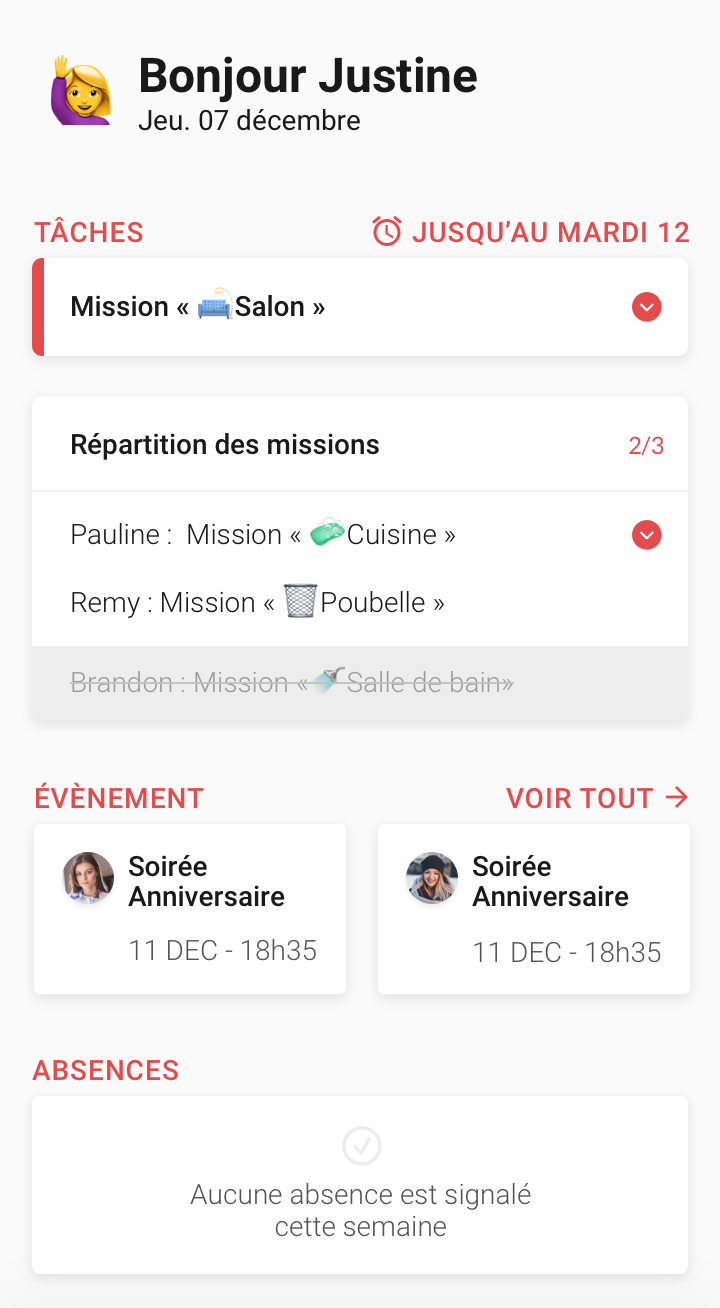 Bonjour Justine
Jeu. 07 décembre
TÂCHES
JUSQU’AU MARDI 12
Mission « Salon »
Répartition des missions
2/3
Pauline :  Mission « Cuisine »
Remy : Mission « Poubelle »
Brandon : Mission « Salle de bain»
ÉVÈNEMENT
VOIR TOUT →
Soirée
Anniversaire
11 DEC - 18h35
Soirée
Anniversaire
11 DEC - 18h35
ABSENCES
Aucune absence est signalé
cette semaine